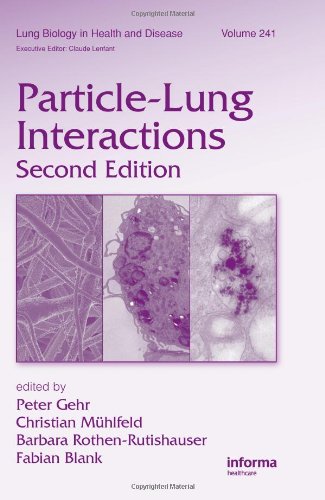 Lung Biology in Health and Disease Volume 241
Executive Editor: Claude Lenfant
Particle-Lung
Interactions
Second Edition
edited by
Peter Gehr
Christian Mühlfeld
Barbara Rothen-Rutishauser
Fabian Blank
informa
healthcare